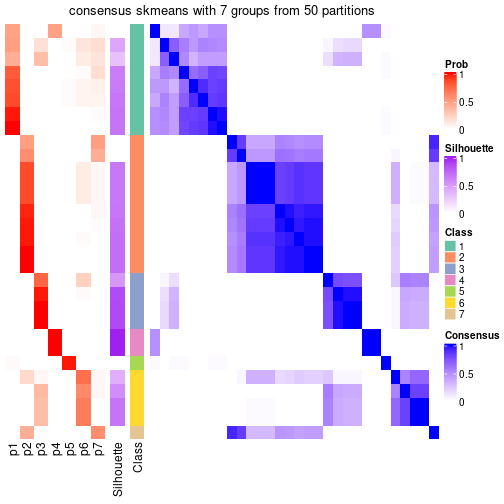 consensus skmeans with 7 groups from 50 partitions
Prob
1
0.5
0
Silhouette
1
0.5
0
Class
1
2
3
4
5
6
7
Consensus
1
0.5
0
p1
p2
p3
p4
p5
p6
p7
Silhouette
Class